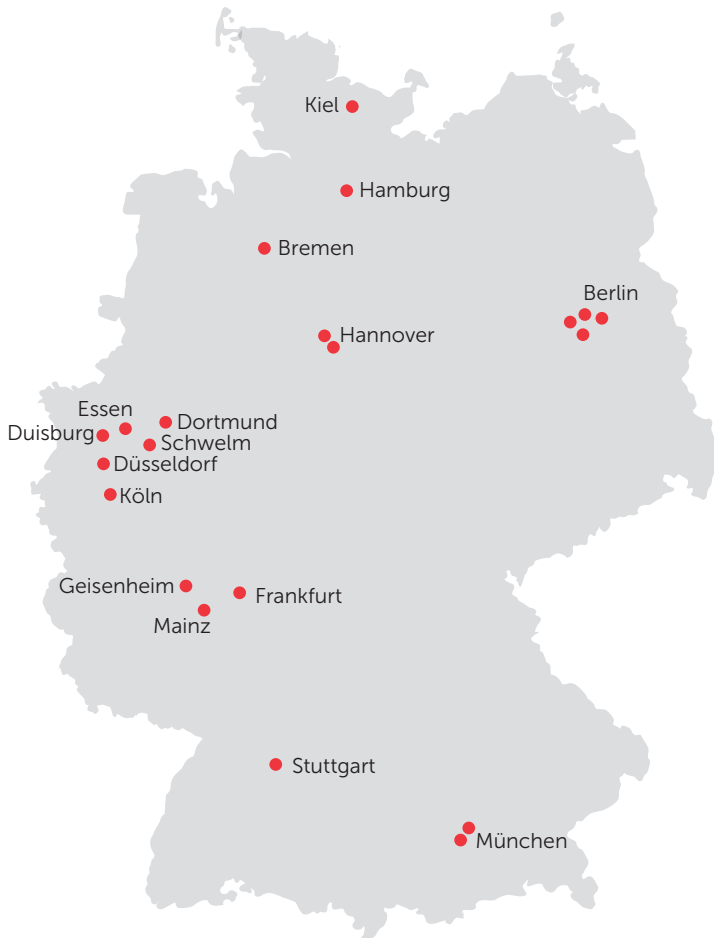 Kiel
Hamburg
Bremen
Berlin
Hannover
Essen
Dortmund
Duisburg
Schwelm
Düsseldorf
Köln
Geisenheim
Frankfurt
Mainz
Stuttgart
München